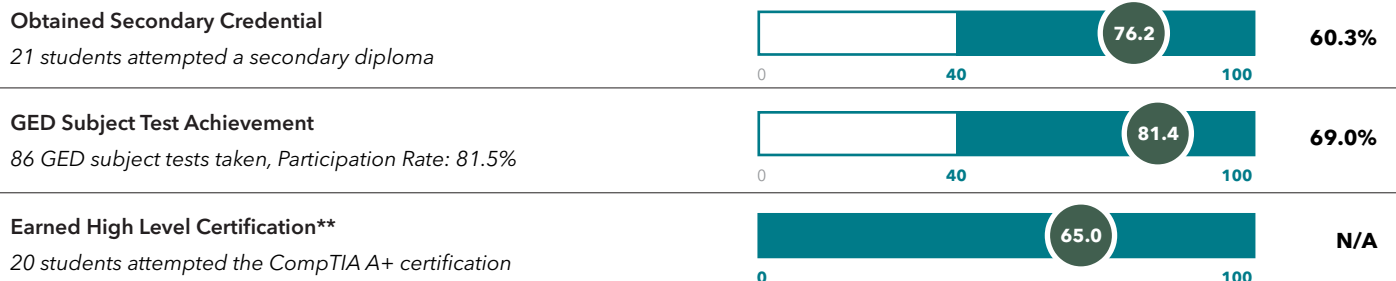 Obtained Secondary Credential
21 students attempted a secondary diploma
76.2
0 40 100
60.3%
GED Subject Test Achievement
86 GED subject tests taken, Participation Rate: 81.5%
81.4
0 40 100
69.0%
Earned High Level Certification**
20 students attempted the CompTIA A+ certification
65.0
0 100
N/A